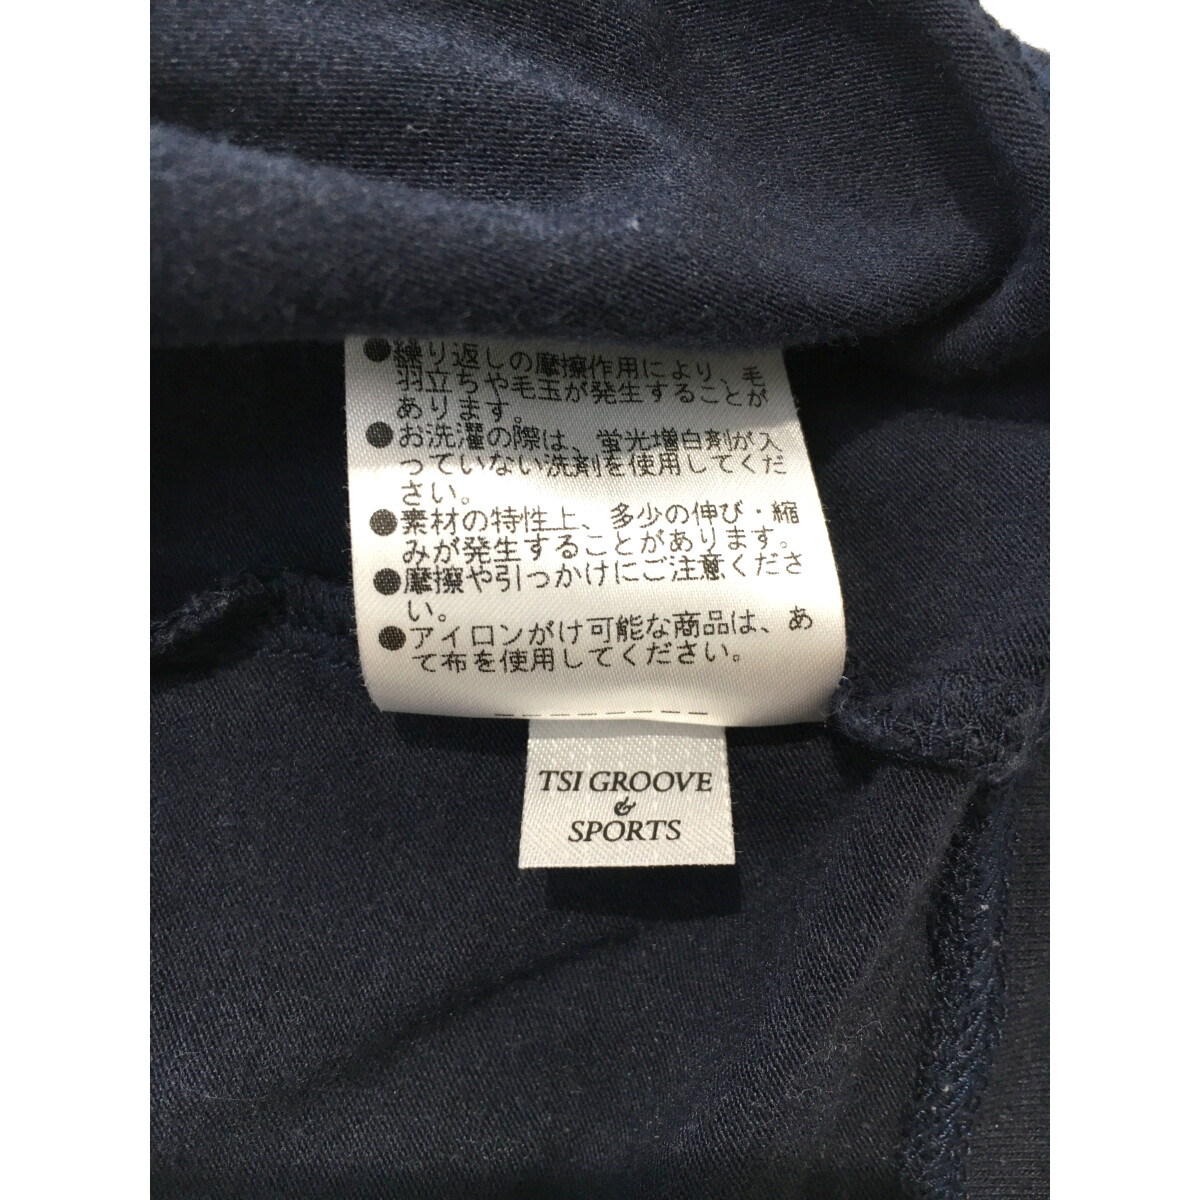 ●繰り返しの摩擦作用により、毛
羽立ちや毛玉が発生することが
あります。
●お洗濯の際は、蛍光増白剤が入
っていない洗剤を使用してくだ
さい。
●素材の特性上、多少の伸び・縮
みが発生することがあります。
●摩擦や引っかけにご注意くださ
い。
●アイロンがけ可能な商品は、あ
て布を使用してください。
TSI GROOVE
&
SPORTS